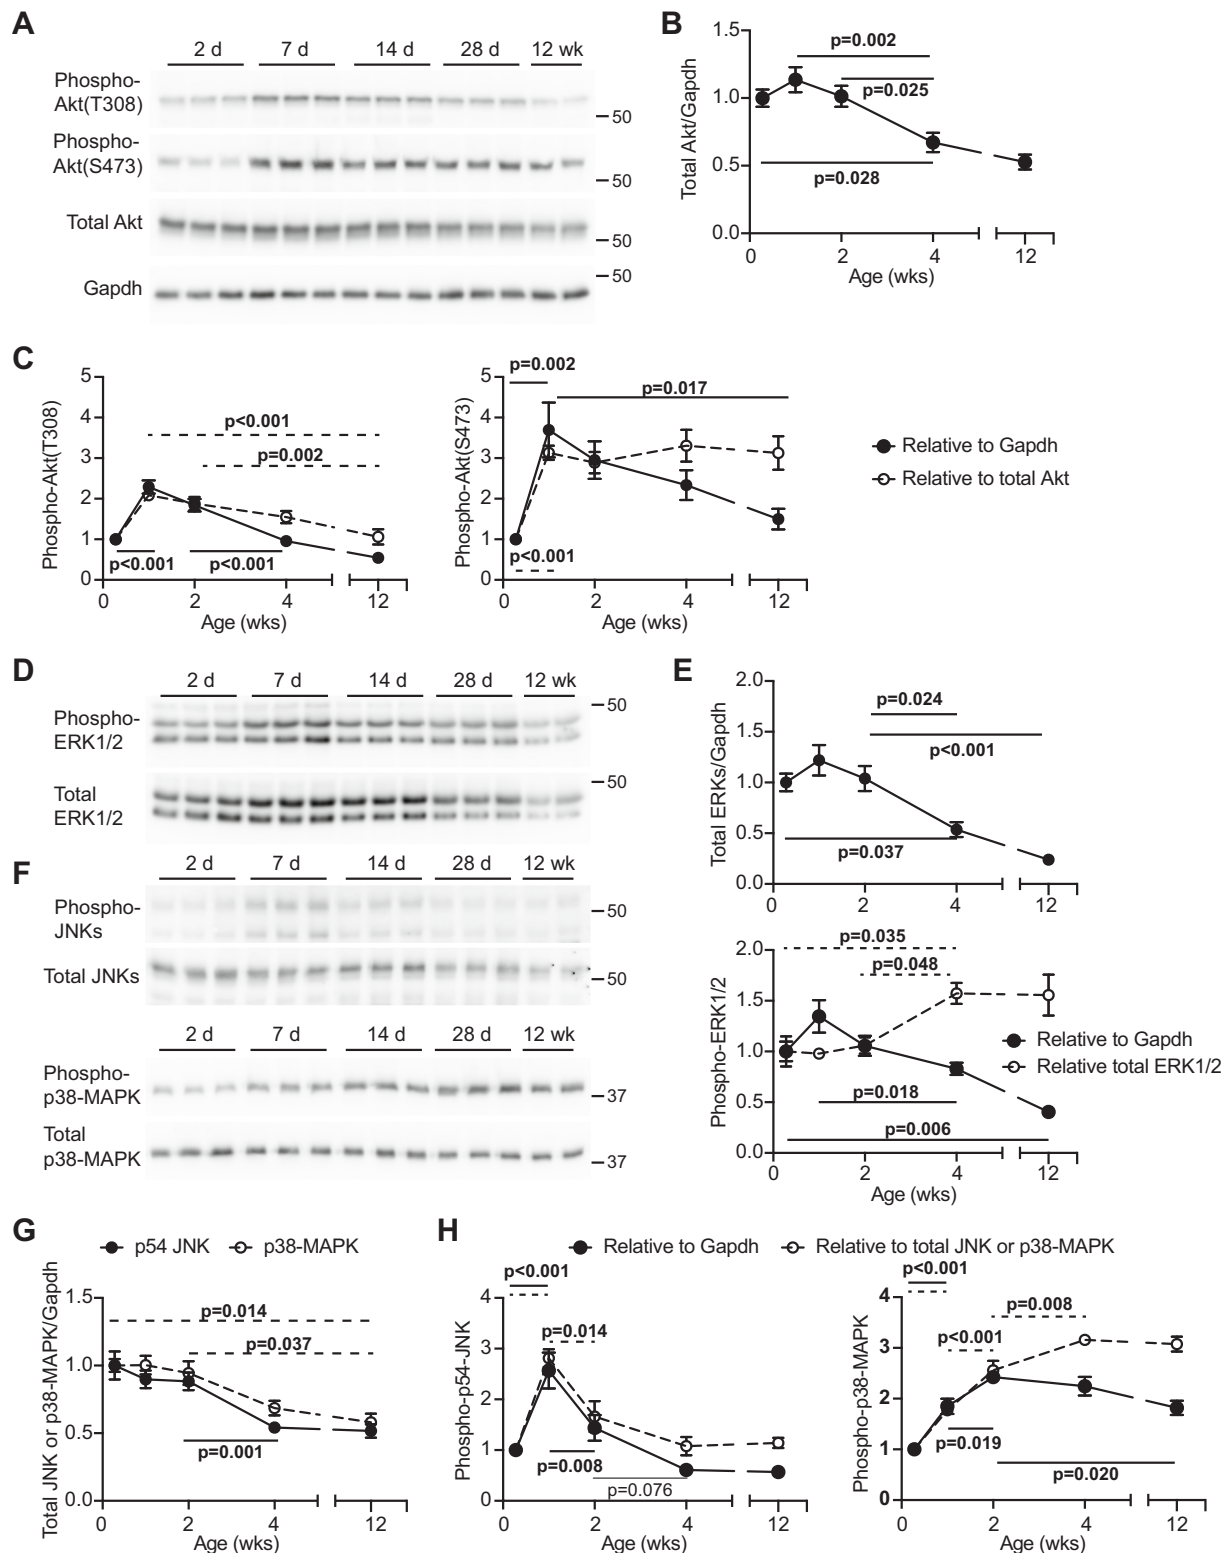 A
2 d 7 d 14 d 28 d 12 wk
Phospho-
Akt(T308)
50
Phospho-
Akt(S473)
50
Total Akt
50
50
Gapdh
B
1.5
1.0
0.5
0.0
Total Akt/Gapdh
p=0.002
p=0.025
p=0.028
0 2 4 12
Age (wks)
C
5
4
3
2
1
0
Phospho-Akt(T308)
p<0.001
p=0.002
p<0.001 p<0.001
0 2 4 12
Age (wks)
5
4
3
2
1
0
Phospho-Akt(S473)
p=0.002
p=0.017
p<0.001
0 2 4 12
Age (wks)
Relative to Gapdh
Relative to total Akt
D
2 d 7 d 14 d 28 d 12 wk
Phospho-
ERK1/2
50
Total
ERK1/2
50
E
2.0
1.5
1.0
0.5
0.0
Total ERKs/Gapdh
p=0.024
p<0.001
p=0.037
0 2 4 12
2.0
1.5
1.0
0.5
0.0
Phospho-ERK1/2
p=0.035
p=0.048
p=0.018
p=0.006
0 2 4 12
Age (wks)
Relative to Gapdh
Relative total ERK1/2
F
2 d 7 d 14 d 28 d 12 wk
Phospho-
JNKs
50
Total JNKs
50
2 d 7 d 14 d 28 d 12 wk
Phospho-
p38-MAPK
37
Total
p38-MAPK
37
G
p54 JNK p38-MAPK
1.5
1.0
0.5
0.0
Total JNK or p38-MAPK/Gapdh
p=0.014
p=0.037
p=0.001
0 2 4 12
Age (wks)
H
Relative to Gapdh Relative to total JNK or p38-MAPK
4
3
2
1
0
Phospho-p54-JNK
p<0.001
p=0.014
p=0.008
p=0.076
0 2 4 12
Age (wks)
4
3
2
1
0
Phospho-p38-MAPK
p<0.001
p=0.008
p<0.001
p=0.019
p=0.020
0 2 4 12
Age (wks)